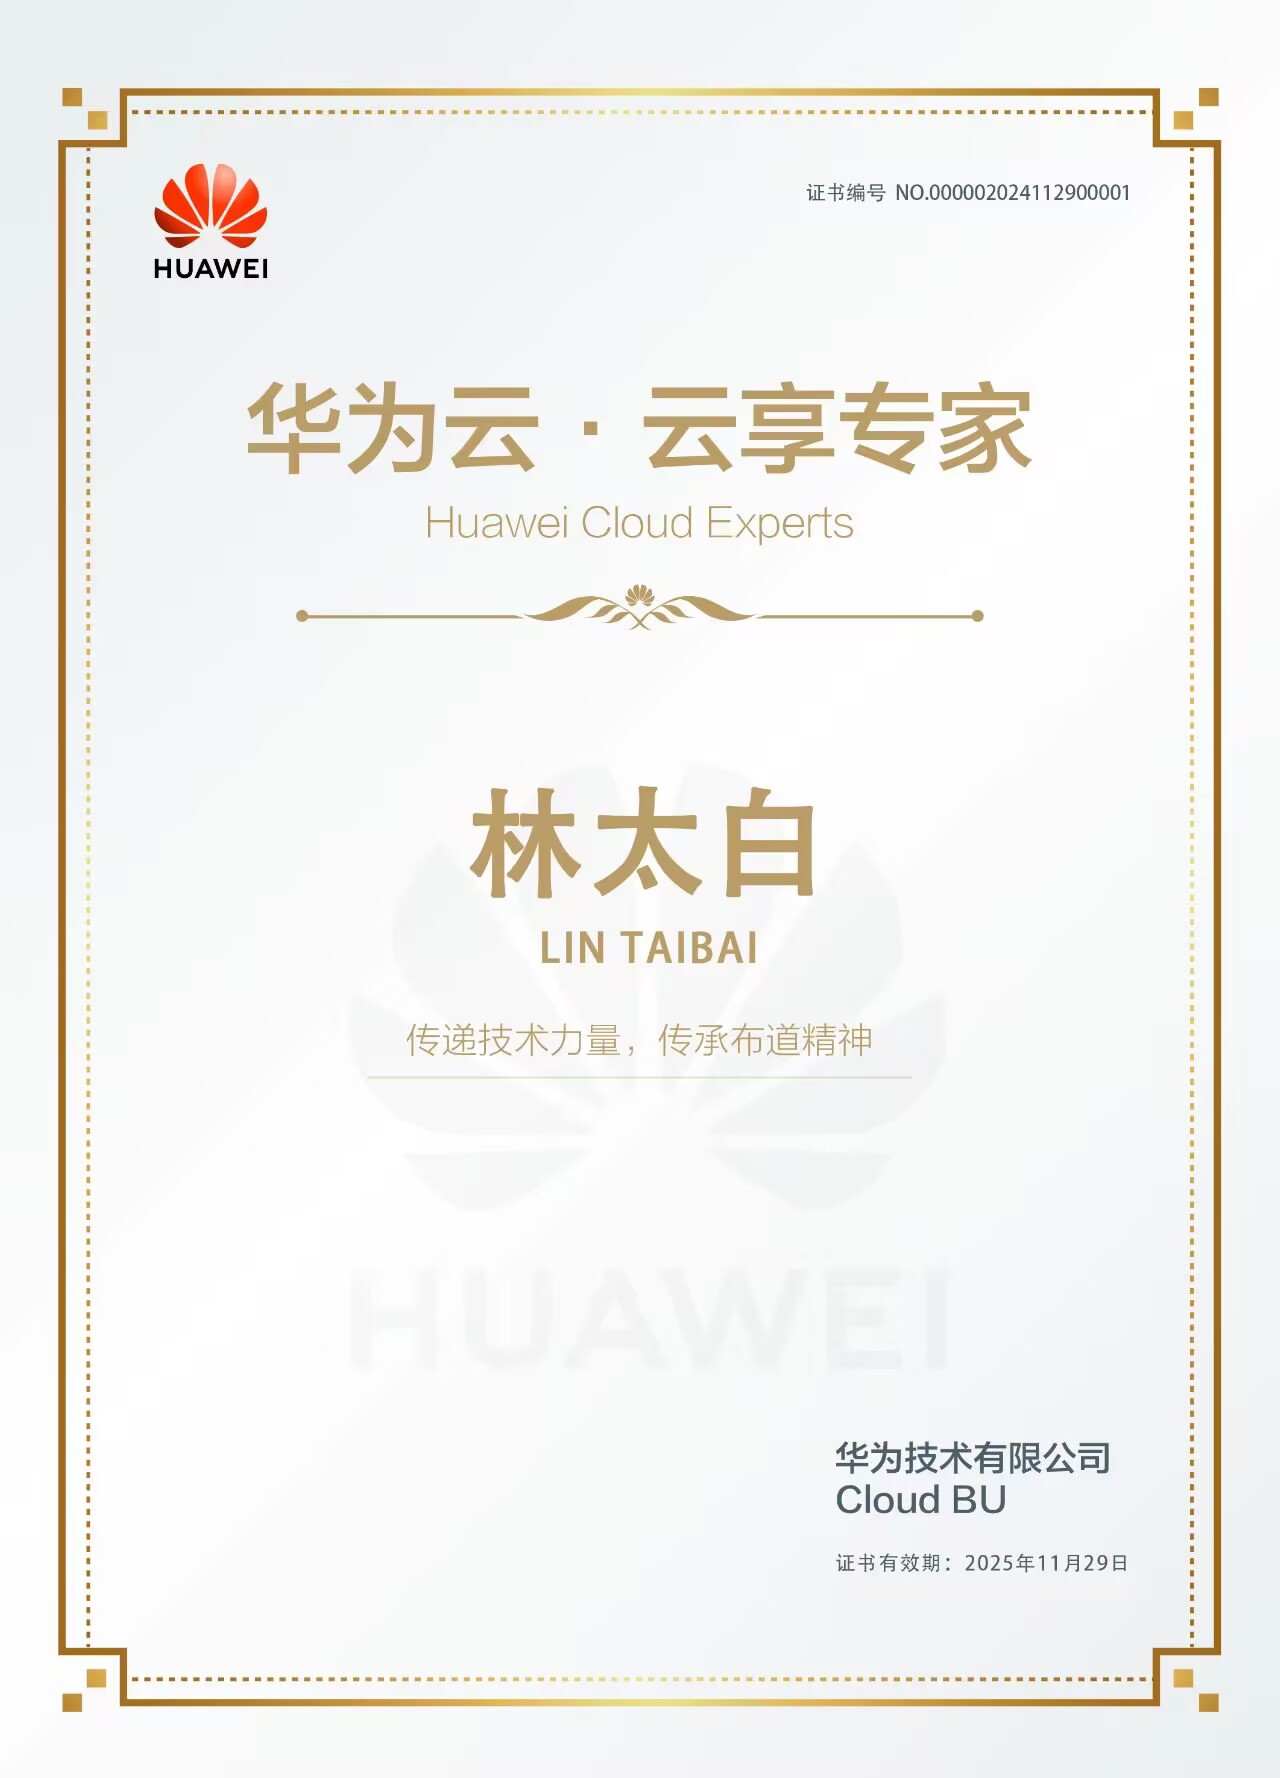 HUAWEI
证书编号 NO.000002024112900001
华为云·云享专家
Huawei Cloud Experts
林太白
LIN TAIBAI
传递技术力量，传承布道精神
HUAWEI
华为技术有限公司
Cloud BU
证书有效期：2025年11月29日